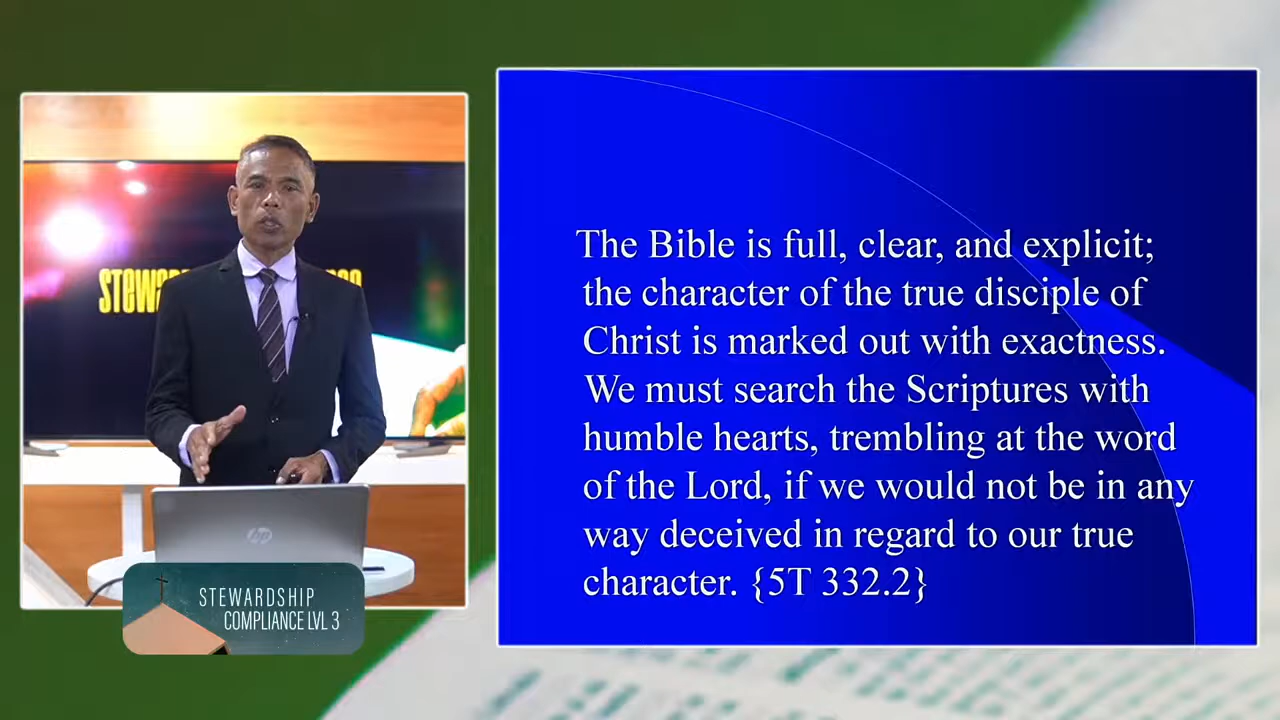 The Bible is full, clear, and explicit;
the character of the true disciple of
Christ is marked out with exactness.
We must search the Scriptures with
humble hearts, trembling at the word
of the Lord, if we would not be in any
way deceived in regard to our true
character. {5T 332.2}
hp
STEWARDSHIP
COMPLIANCE LVL 3